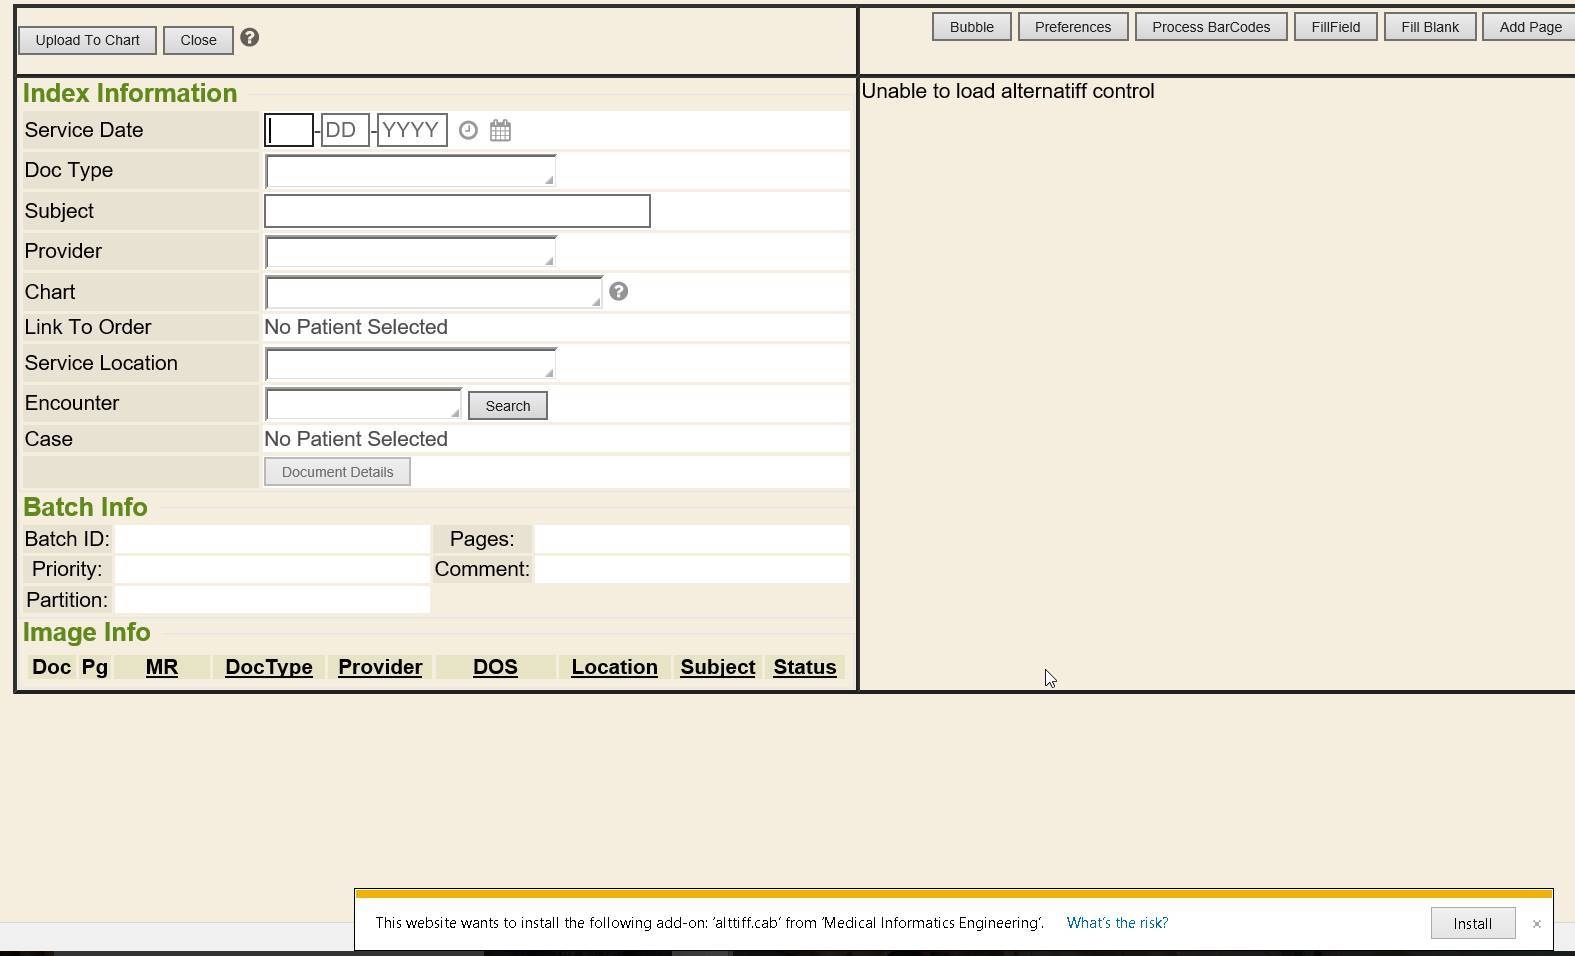 Upload To Chart Close ?
Bubble Preferences Process BarCodes FillField Fill Blank Add Page
Index Information
Unable to load alternatiff control
Service Date - DD - YYYY
Doc Type
Subject
Provider
Chart ?
Link To Order No Patient Selected
Service Location
Encounter Search
Case No Patient Selected
Document Details
Batch Info
Batch ID: Pages:
Priority: Comment:
Partition:
Image Info
Doc Pg MR DocType Provider DOS Location Subject Status
This website wants to install the following add-on: 'alttiff.cab' from 'Medical Informatics Engineering'. What's the risk? Install ×